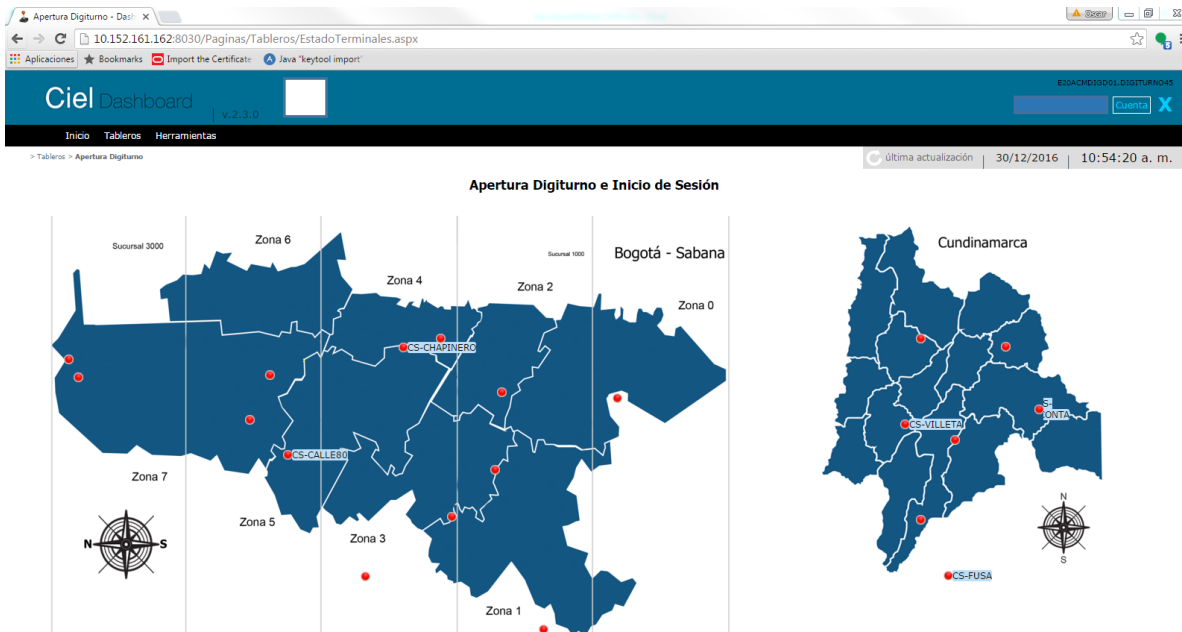 Apertura Digiturno - Dash
Oscar
10.152.161.162:8030/Paginas/Tableros/EstadoTerminales.aspx
Aplicaciones Bookmarks Import the Certificate Java "keytool import"
Ciel Dashboard v.2.3.0
E20ACMDIGD01.DIGITURNO45
Cuenta X
Inicio Tableros Herramientas
> Tableros > Apertura Digiturno
última actualización | 30/12/2016 | 10:54:20 a. m.
Apertura Digiturno e Inicio de Sesión
Sucursal 3000
Zona 6
Zona 4
Sucursal 1000
Zona 2
Bogotá - Sabana
Zona 0
CS-CHAPINERO
CS-CALLE80
Zona 7
Zona 5
Zona 3
Zona 1
N S
Cundinamarca
S-
ONTA
CS-VILLETA
N
S
CS-FUSA